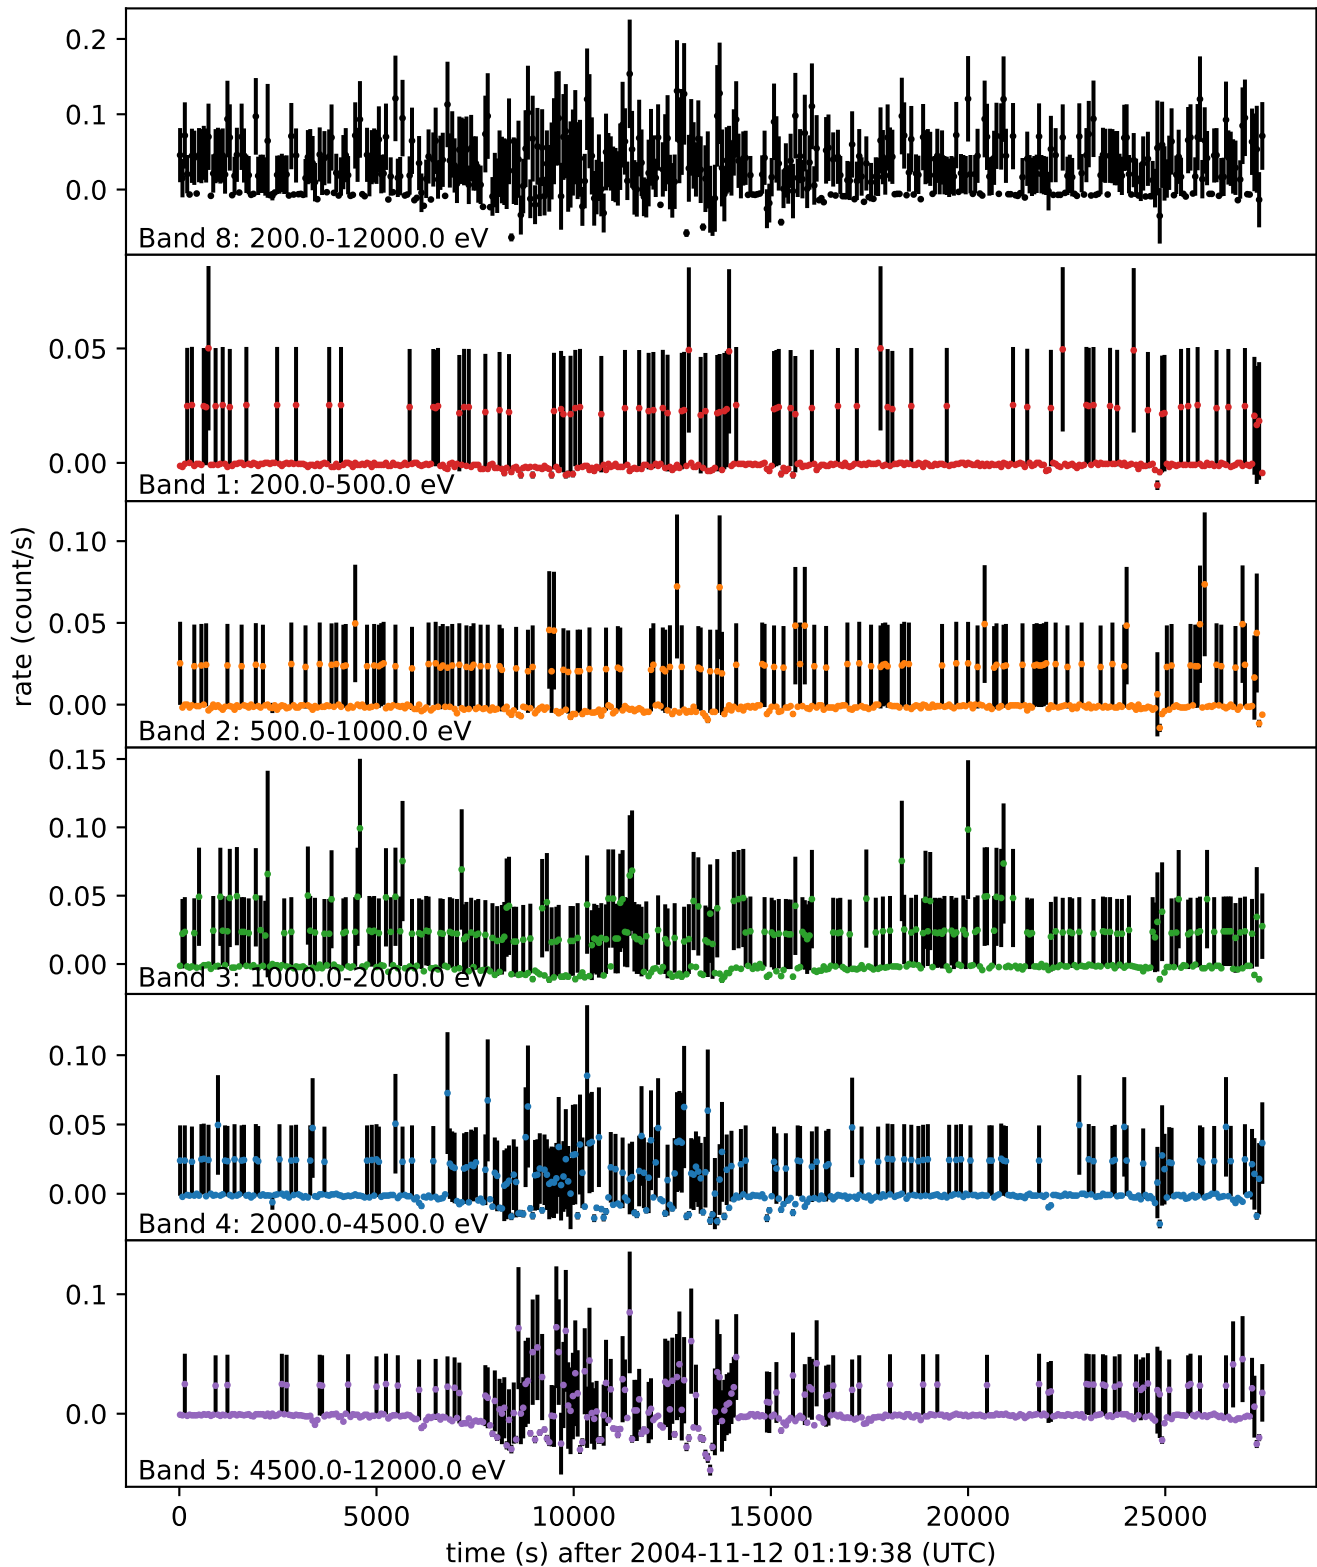 0.2
0.1
0.0
Band 8: 200.0-12000.0 eV
0.05
0.00
Band 1: 200.0-500.0 eV
0.10
0.05
0.00
Band 2: 500.0-1000.0 eV
rate (count/s)
0.15
0.10
0.05
0.00
Band 3: 1000.0-2000.0 eV
0.10
0.05
0.00
Band 4: 2000.0-4500.0 eV
0.1
0.0
Band 5: 4500.0-12000.0 eV
0 5000 10000 15000 20000 25000
time (s) after 2004-11-12 01:19:38 (UTC)